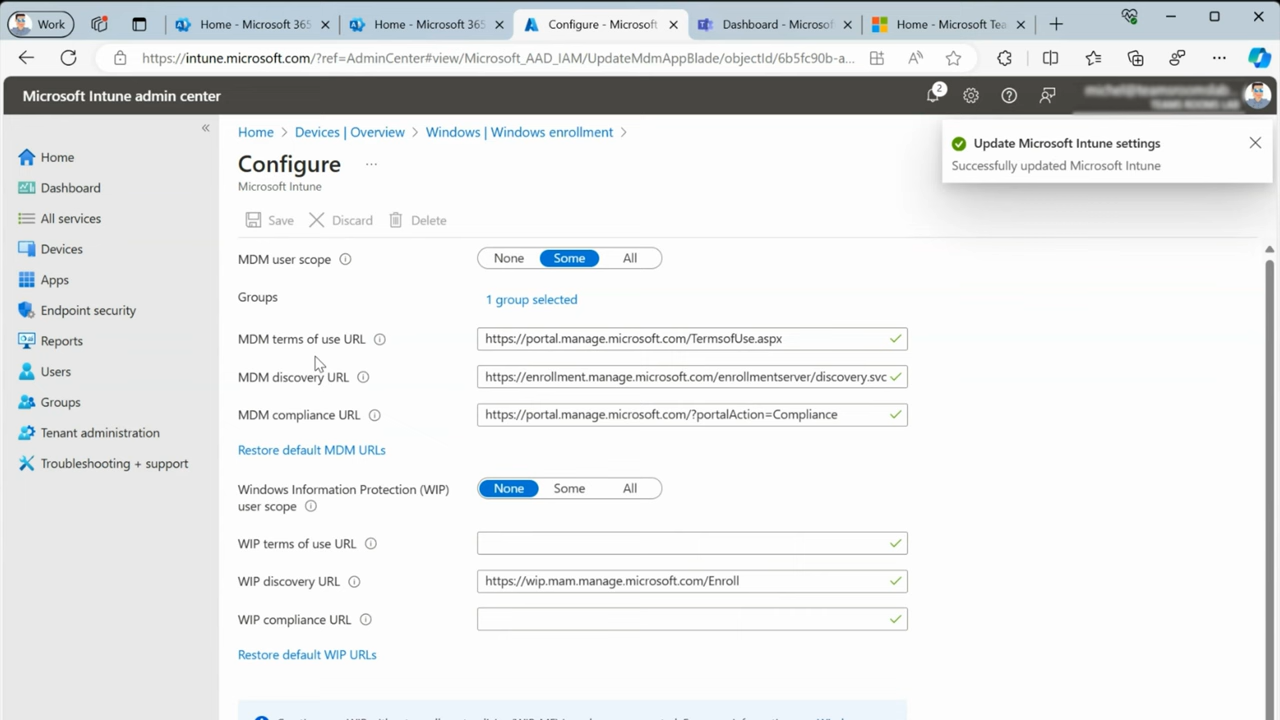 Work
Home - Microsoft 365
Home - Microsoft 365
Configure - Microsoft
Dashboard - Microsof
Home - Microsoft Tea
https://intune.microsoft.com/?ref=AdminCenter#view/Microsoft_AAD_IAM/UpdateMdmAppBlade/objectId/6b5fc90b-a...
Microsoft Intune admin center
2
TEAMS ROOMS LAB
Home > Devices | Overview > Windows | Windows enrollment >
Configure ...
Microsoft Intune
Update Microsoft Intune settings
Successfully updated Microsoft Intune
Home
Dashboard
All services
Devices
Apps
Endpoint security
Reports
Users
Groups
Tenant administration
Troubleshooting + support
Save Discard Delete
MDM user scope None Some All
Groups 1 group selected
MDM terms of use URL https://portal.manage.microsoft.com/TermsofUse.aspx
MDM discovery URL https://enrollment.manage.microsoft.com/enrollmentserver/discovery.svc
MDM compliance URL https://portal.manage.microsoft.com/?portalAction=Compliance
Restore default MDM URLs
Windows Information Protection (WIP)
user scope None Some All
WIP terms of use URL
WIP discovery URL https://wip.mam.manage.microsoft.com/Enroll
WIP compliance URL
Restore default WIP URLs